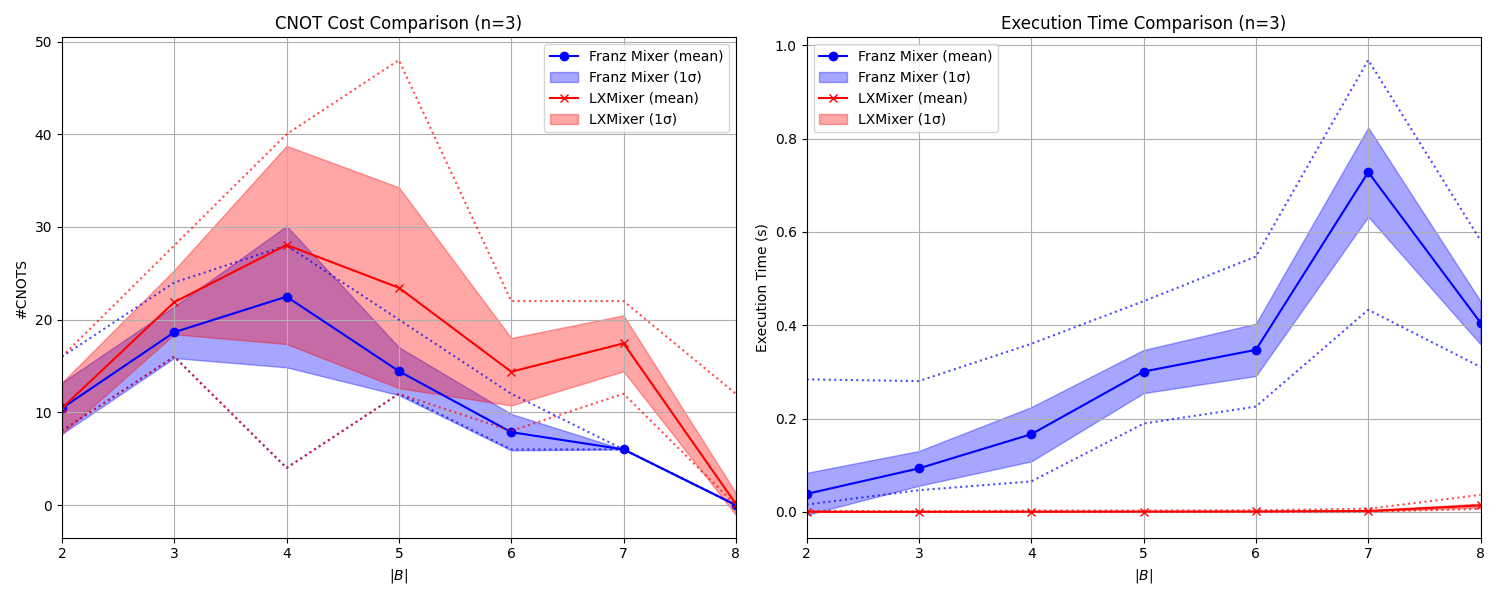 CNOT Cost Comparison (n=3)
50
40
30
20
10
0
#CNOTS
2 3 4 5 6 7 8
|B|
Franz Mixer (mean)
Franz Mixer (1σ)
LXMixer (mean)
LXMixer (1σ)
Execution Time Comparison (n=3)
1.0
0.8
0.6
0.4
0.2
0.0
Execution Time (s)
2 3 4 5 6 7 8
|B|
Franz Mixer (mean)
Franz Mixer (1σ)
LXMixer (mean)
LXMixer (1σ)